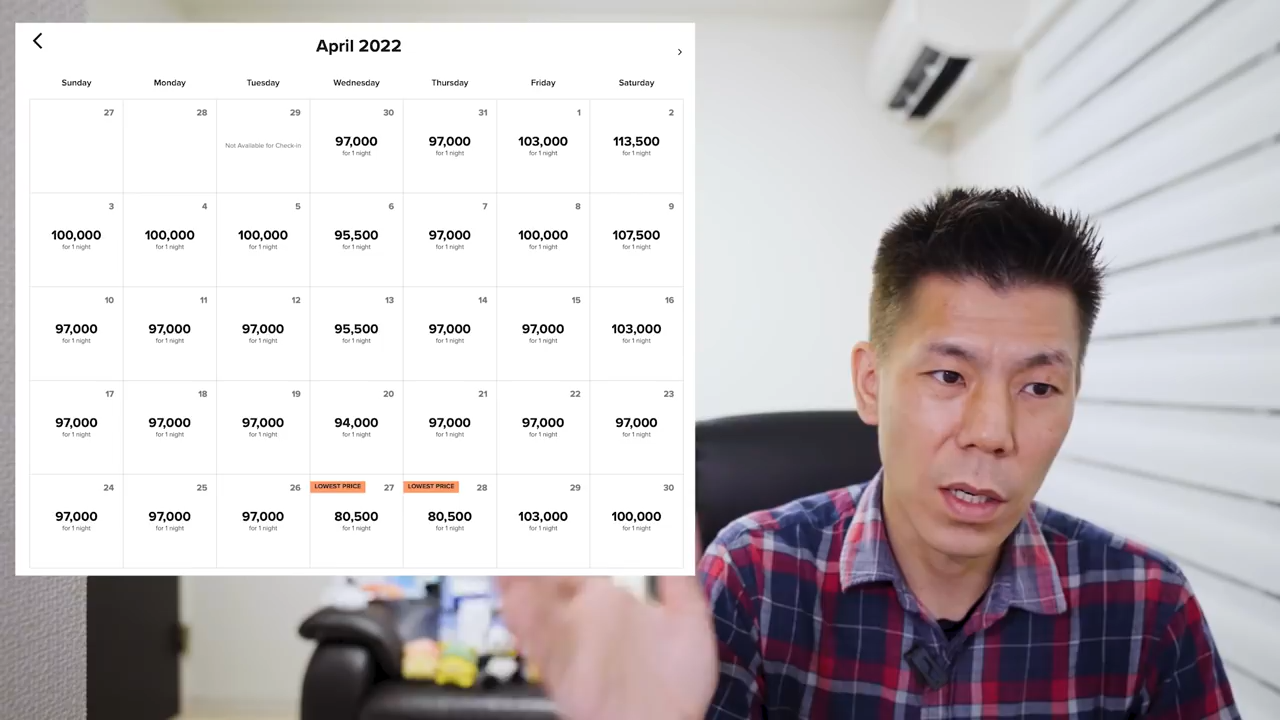 April 2022
Sunday Monday Tuesday Wednesday Thursday Friday Saturday
27 28 29 30 31 1 2
Not Available for Check-in 97,000 97,000 103,000 113,500
for 1 night for 1 night for 1 night for 1 night
3 4 5 6 7 8 9
100,000 100,000 100,000 95,500 97,000 100,000 107,500
for 1 night for 1 night for 1 night for 1 night for 1 night for 1 night for 1 night
10 11 12 13 14 15 16
97,000 97,000 97,000 95,500 97,000 97,000 103,000
for 1 night for 1 night for 1 night for 1 night for 1 night for 1 night for 1 night
17 18 19 20 21 22 23
97,000 97,000 97,000 94,000 97,000 97,000 97,000
for 1 night for 1 night for 1 night for 1 night for 1 night for 1 night for 1 night
24 25 26 LOWEST PRICE 27 LOWEST PRICE 28 29 30
97,000 97,000 97,000 80,500 80,500 103,000 100,000
for 1 night for 1 night for 1 night for 1 night for 1 night for 1 night for 1 night